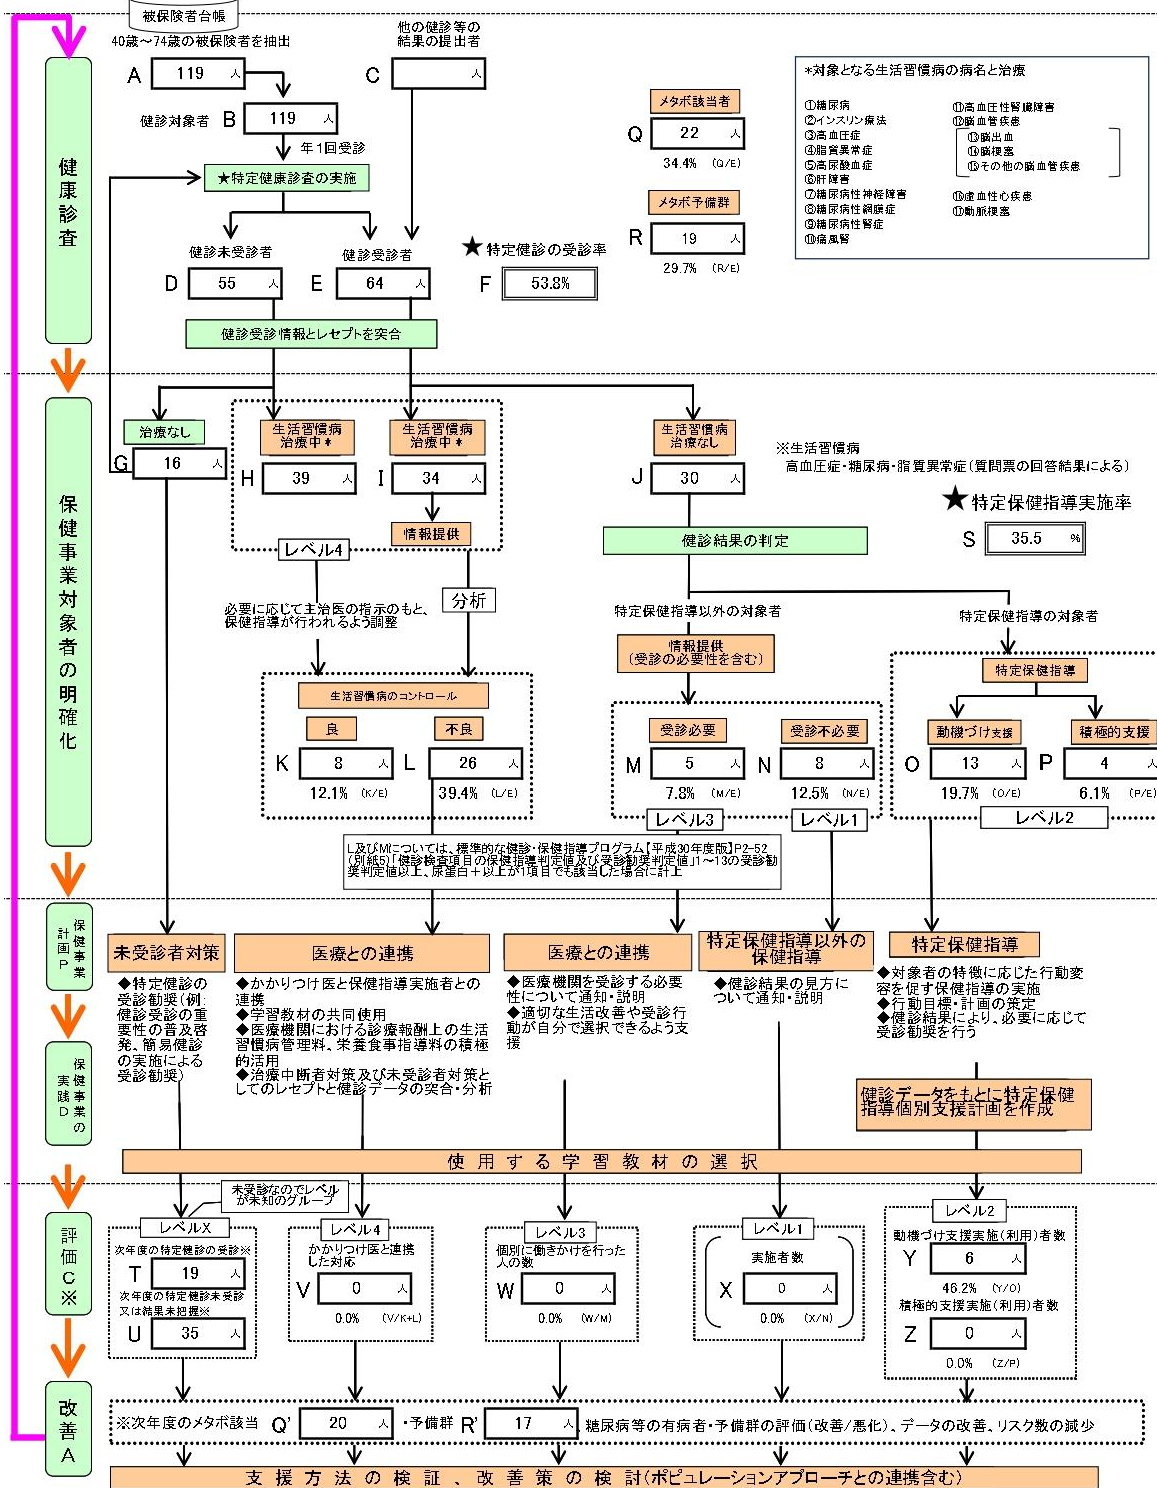 被保険者台帳
40歳～74歳の被保険者を抽出
他の健診等の
結果の提出者
A 119 人
C 人
健診対象者 B 119 人
年1回受診
★特定健康診査の実施
健康診査
メタボ該当者
Q 22 人
34.4% (Q/E)
メタボ予備群
R 19 人
29.7% (R/E)
*対象となる生活習慣病の病名と治療
①糖尿病
②インスリン療法
③高血圧症
④脂質異常症
⑤高尿酸血症
⑥肝障害
⑦糖尿病性神経障害
⑧糖尿病性網膜症
⑨糖尿病性腎症
⑩痛風腎
⑪高血圧性腎臓障害
⑫脳血管疾患
⑬脳出血
⑭脳梗塞
⑮その他の脳血管疾患
⑯虚血性心疾患
⑰動脈梗塞
健診未受診者
D 55 人
健診受診者
E 64 人
★特定健診の受診率
F 53.8%
健診受診情報とレセプトを突合
保健事業対象者の明確化
治療なし
G 16 人
生活習慣病
治療中*
H 39 人
生活習慣病
治療中*
I 34 人
情報提供
レベル4
生活習慣病
治療なし
J 30 人
※生活習慣病
高血圧症・糖尿病・脂質異常症(質問票の回答結果による)
★特定保健指導実施率
S 35.5 %
健診結果の判定
必要に応じて主治医の指示のもと、
保健指導が行われるよう調整
分析
特定保健指導以外の対象者
特定保健指導の対象者
情報提供
(受診の必要性を含む)
特定保健指導
生活習慣病のコントロール
良
不良
K 8 人
12.1% (K/E)
L 26 人
39.4% (L/E)
受診必要
受診不必要
M 5 人
7.8% (M/E)
N 8 人
12.5% (N/E)
レベル3
レベル1
動機づけ支援
積極的支援
O 13 人
19.7% (O/E)
P 4 人
6.1% (P/E)
レベル2
L及びMについては、標準的な健診・保健指導プログラム【平成30年度版】P2-52
(別紙5)「健診検査項目の保健指導判定値及び受診勧奨判定値」1～13の受診勧
奨判定値以上、尿蛋白+以上が1項目でも該当した場合に計上
保健事業
計画P
未受診者対策
◆特定健診の
受診勧奨(例:
健診受診の重
要性の普及啓
発、簡易健診
の実施による
受診勧奨)
医療との連携
◆かかりつけ医と保健指導実施者との
連携
◆学習教材の共同使用
◆医療機関における診療報酬上の生活
習慣病管理料、栄養食事指導料の積極
的活用
◆治療中断者対策及び未受診者対策と
してのレセプトと健診データの突合・分析
医療との連携
◆医療機関を受診する必要
性について通知・説明
◆適切な生活改善や受診行
動が自分で選択できるよう支
援
特定保健指導以外の
保健指導
◆健診結果の見方に
ついて通知・説明
特定保健指導
◆対象者の特徴に応じた行動変
容を促す保健指導の実施
◆行動目標・計画の策定
◆健診結果により、必要に応じて
受診勧奨を行う
保健事業の
実践D
健診データをもとに特定保健
指導個別支援計画を作成
使用する学習教材の選択
未受診なのでレベル
が未知のグループ
評価C※
レベルX
次年度の特定健診の受診※
T 19 人
次年度の特定健診未受診
又は結果未把握※
U 35 人
レベル4
かかりつけ医と連携
した対応
V 0 人
0.0% (V/K+L)
レベル3
個別に働きかけを行った
人の数
W 0 人
0.0% (W/M)
レベル1
実施者数
X 0 人
0.0% (X/N)
レベル2
動機づけ支援実施(利用)者数
Y 6 人
46.2% (Y/O)
積極的支援実施(利用)者数
Z 0 人
0.0% (Z/P)
改善A
※次年度のメタボ該当 Q' 20 人 ・予備群 R' 17 人 、糖尿病等の有病者・予備群の評価(改善/悪化)、データの改善、リスク数の減少
支援方法の検証、改善策の検討(ポピュレーションアプローチとの連携含む)